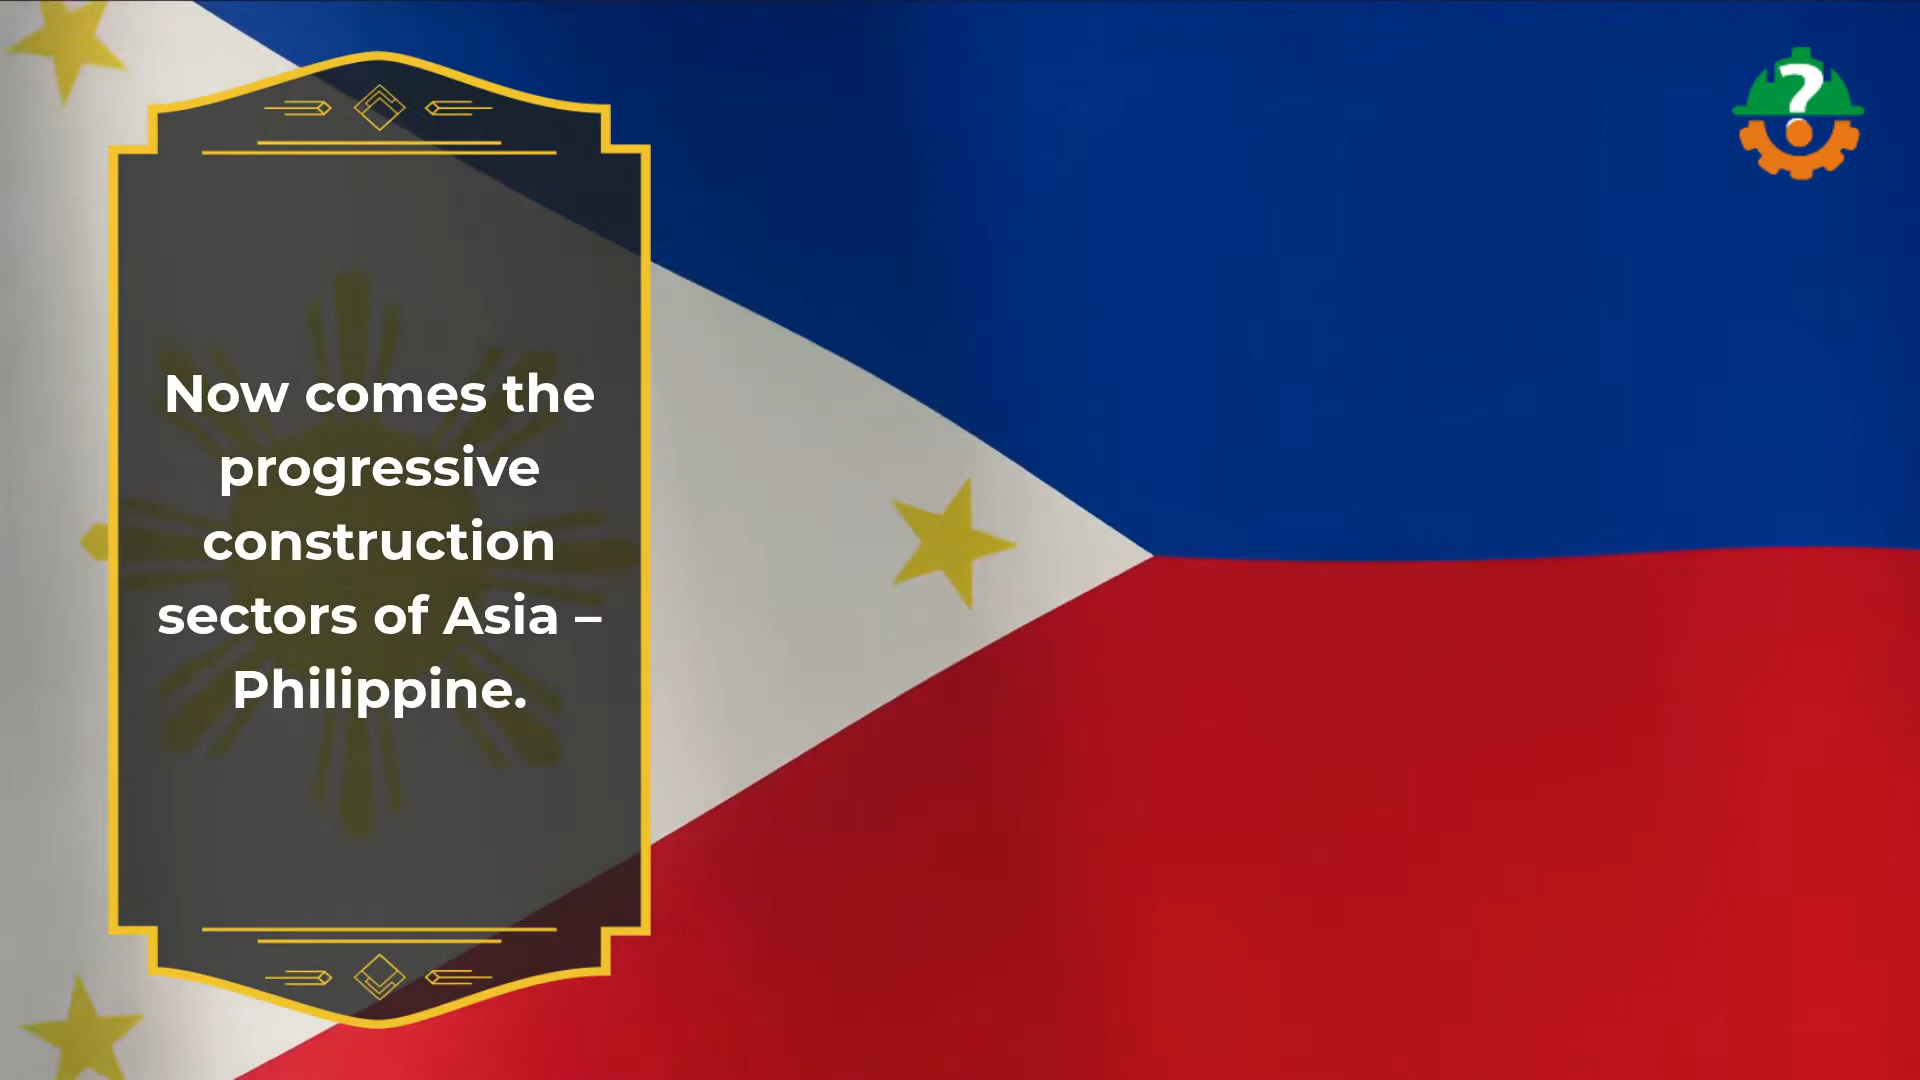 Now comes the
progressive
construction
sectors of Asia –
Philippine.
?